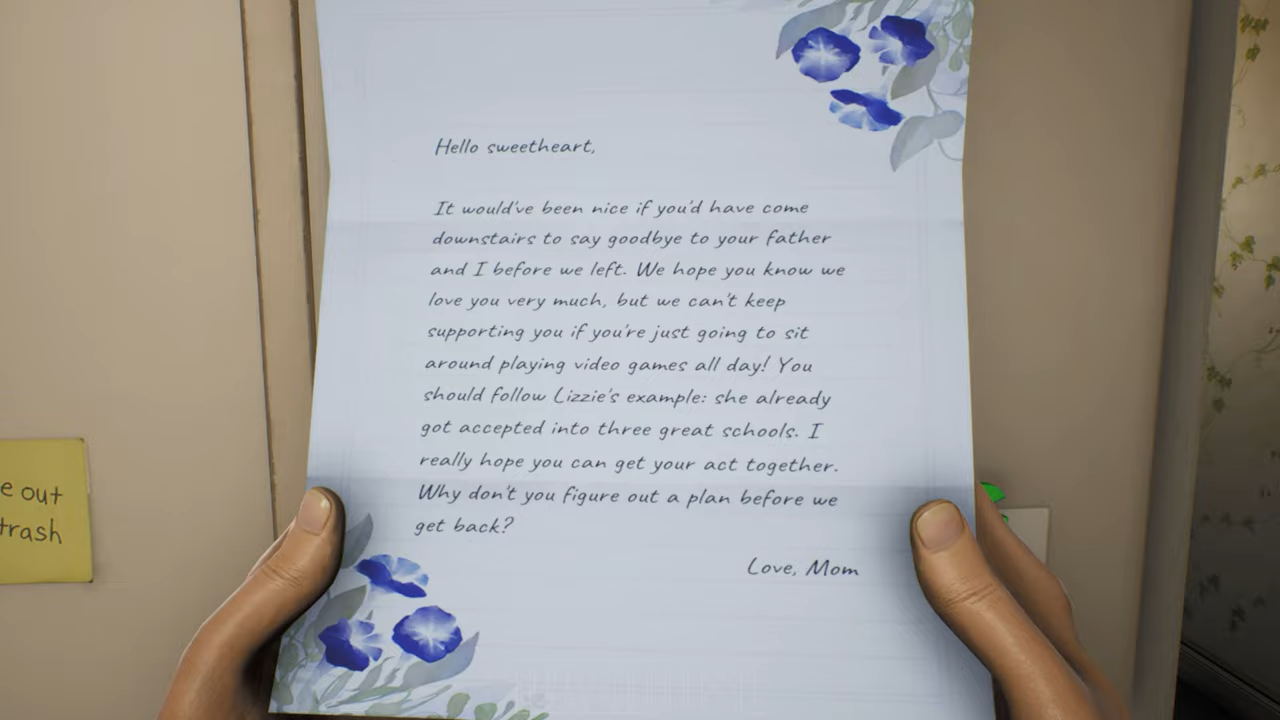 Hello sweetheart,
It would've been nice if you'd have come
downstairs to say goodbye to your father
and I before we left. We hope you know we
love you very much, but we can't keep
supporting you if you're just going to sit
around playing video games all day! You
should follow Lizzie's example: she already
got accepted into three great schools. I
really hope you can get your act together.
Why don't you figure out a plan before we
get back?
Love, Mom
e out
trash